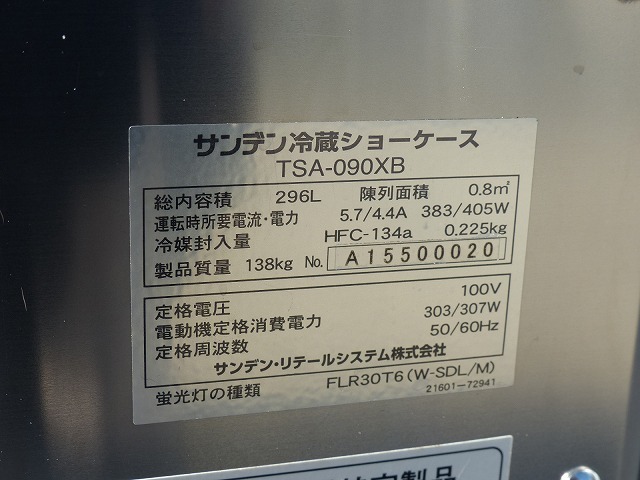 サンデン冷蔵ショーケース
TSA-090XB
総内容積 296L 陳列面積 0.8㎡
運転時所要電流・電力 5.7/4.4A 383/405W
冷媒封入量 HFC-134a 0.225kg
製品質量 138kg No. A15500020
定格電圧 100V
電動機定格消費電力 303/307W
定格周波数 50/60Hz
サンデン・リテールシステム株式会社
蛍光灯の種類 FLR30T6(W-SDL/M)
21601-72941
定製品